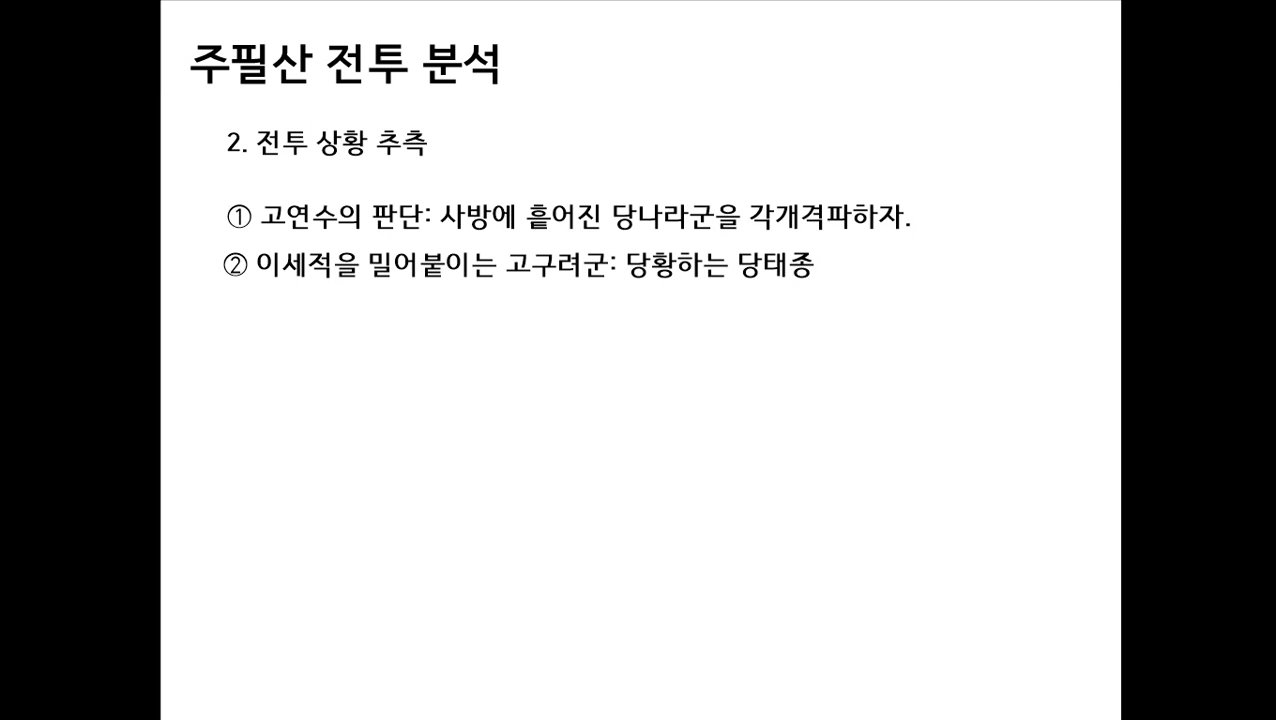 주필산 전투 분석
2. 전투 상황 추측
① 고연수의 판단: 사방에 흩어진 당나라군을 각개격파하자.
② 이세적을 밀어붙이는 고구려군: 당황하는 당태종